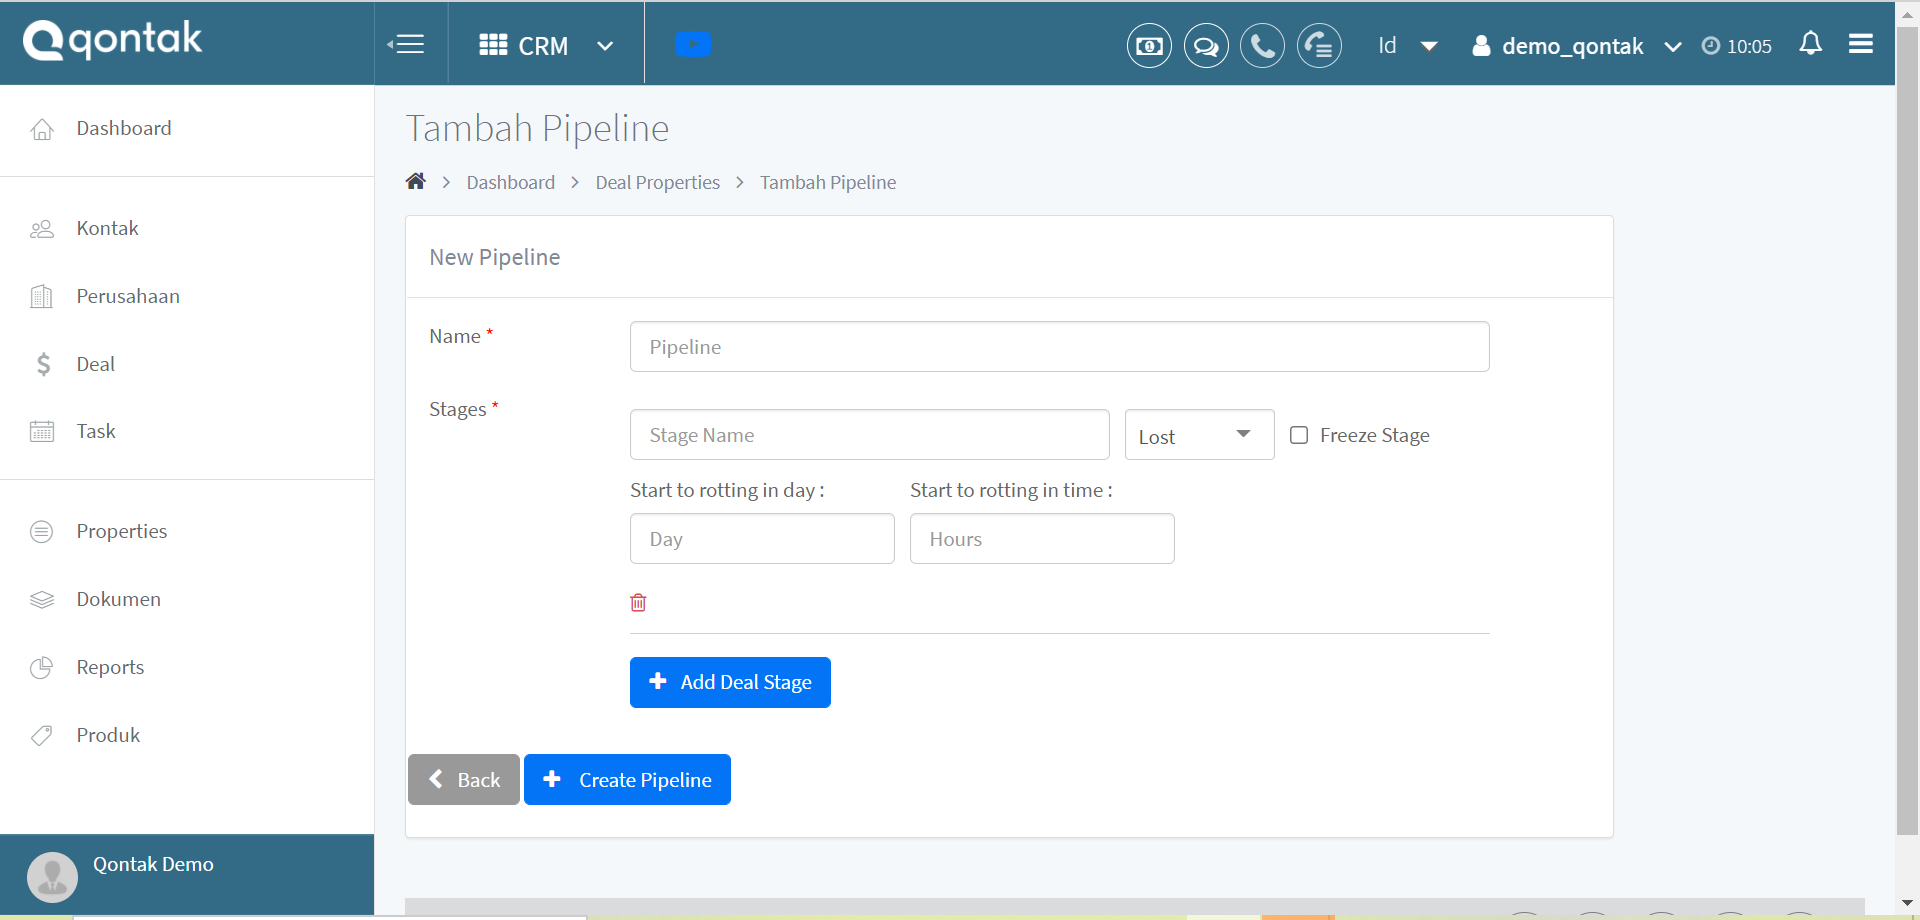 qontak
CRM
Id
demo_qontak
10:05
Dashboard
Kontak
Perusahaan
Deal
Task
Properties
Dokumen
Reports
Produk
Qontak Demo
Tambah Pipeline
Dashboard > Deal Properties > Tambah Pipeline
New Pipeline
Name *
Pipeline
Stages *
Stage Name
Lost
Freeze Stage
Start to rotting in day :
Start to rotting in time :
Day
Hours
Add Deal Stage
Back
Create Pipeline